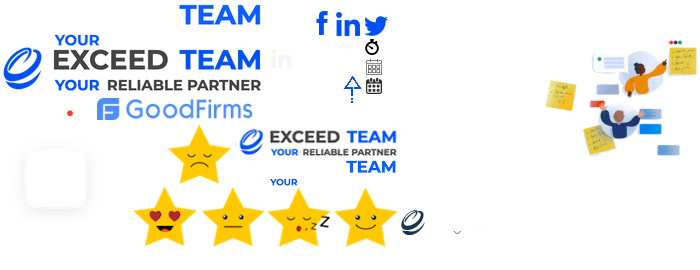 TEAM
YOUR
EXCEED TEAM
in
YOUR RELIABLE PARTNER
GoodFirms
EXCEED TEAM
YOUR RELIABLE PARTNER
TEAM
YOUR
f in
z Z